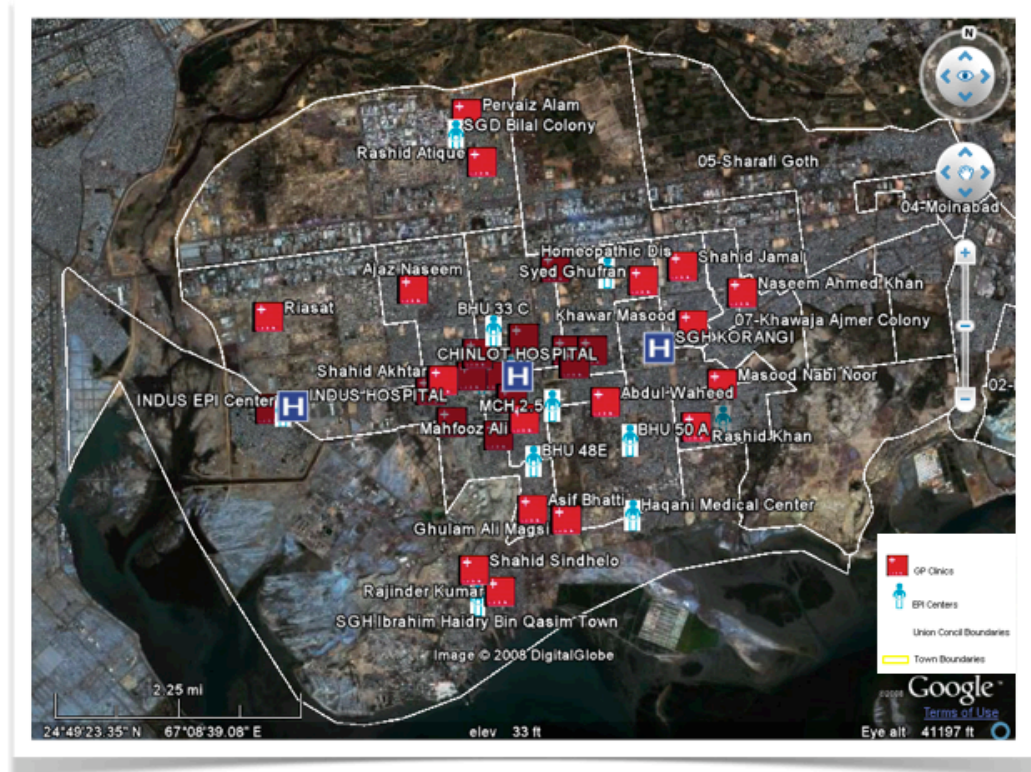 N
Pervaiz Alam
SGD Bilal Colony
Rashid Atique
05-Sharafi Goth
04-Moinabad
Homeopathic Dis
Shahid Jamal
Ajaz Naseem
Syed Ghufran
Naseem Ahmed Khan
Riasat
BHU 33 C
Khawar Masood
07-Khawaja Ajmer Colony
SGH KORANGI
CHINLOT HOSPITAL
H
H
Shahid Akhtar
Masood Nabi Noor
02-
INDUS EPI Center
H
INDUS HOSPITAL
Abdul Waheed
MCH 2.5
Mahfooz Ali
BHU 50 A
Rashid Khan
BHU 48E
Asif Bhatti
Haqani Medical Center
Ghulam Ali Magsi
Shahid Sindhelo
Rajinder Kumar
SGH Ibrahim Haidry Bin Qasim Town
GP Clinics
EPI Centers
Union Concil Boundaries
Town Boundaries
Image © 2008 DigitalGlobe
2.25 mi
©2008 Google™
Terms of Use
24°49'23.35" N 67°08'39.08" E
elev 33 ft
Eye alt 41197 ft